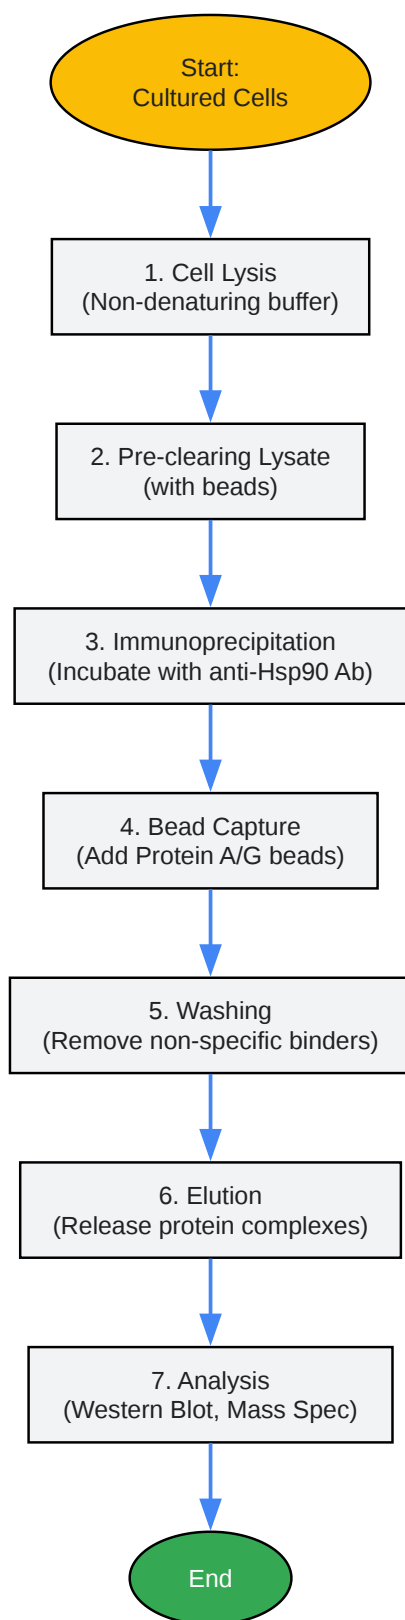 Start:
Cultured Cells
1. Cell Lysis
(Non-denaturing buffer)
2. Pre-clearing Lysate
(with beads)
3. Immunoprecipitation
(Incubate with anti-Hsp90 Ab)
4. Bead Capture
(Add Protein A/G beads)
5. Washing
(Remove non-specific binders)
6. Elution
(Release protein complexes)
7. Analysis
(Western Blot, Mass Spec)
End